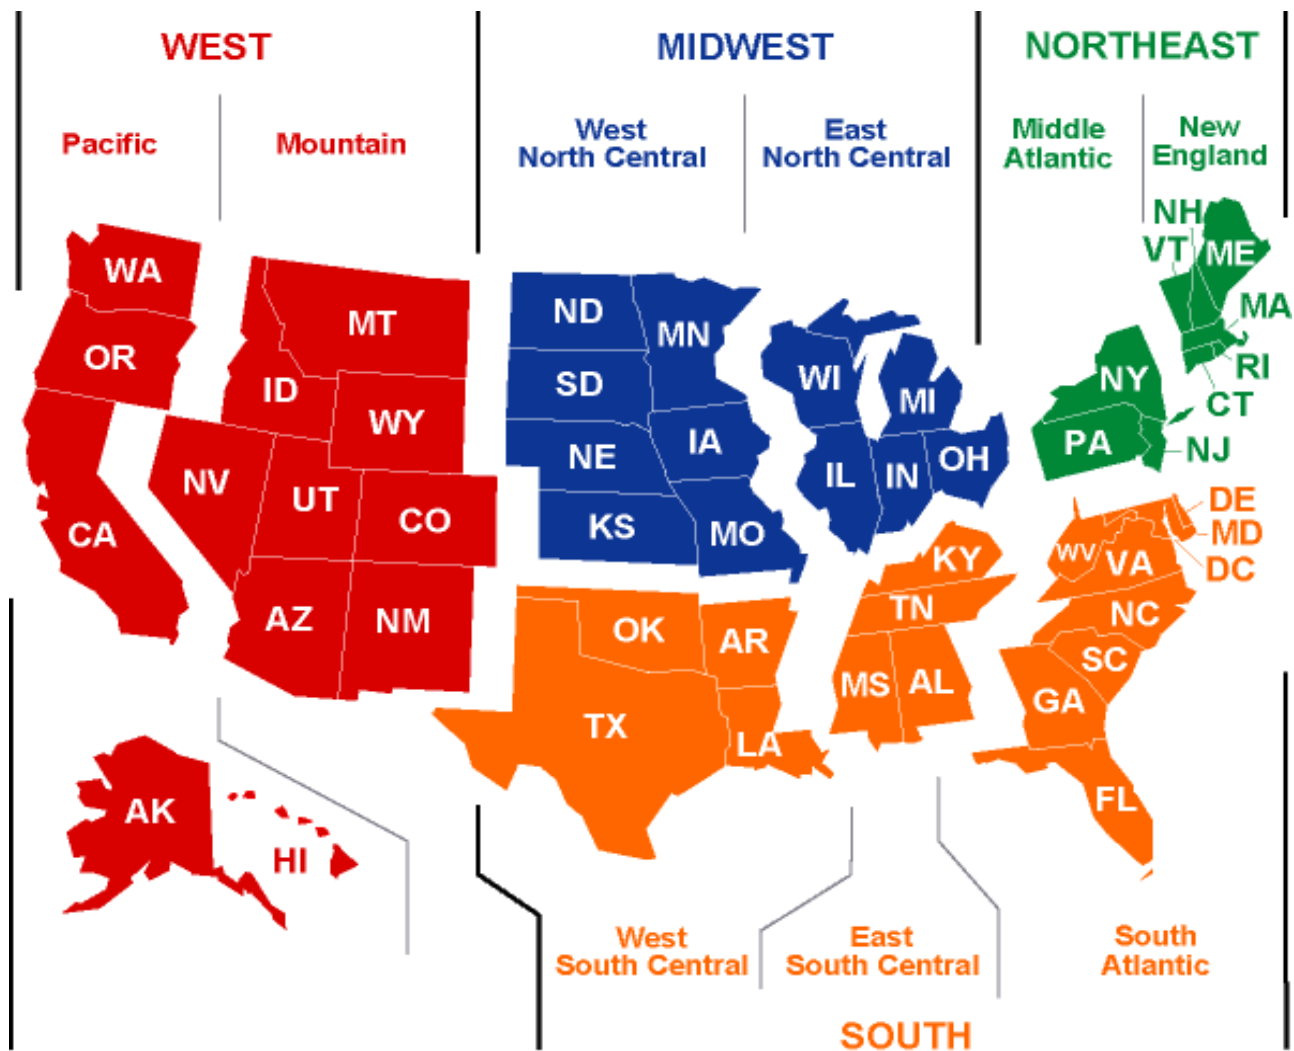 WEST
MIDWEST
NORTHEAST
Pacific
Mountain
West
North Central
East
North Central
Middle
Atlantic
New
England
WA
OR
CA
MT
ID
WY
NV
UT
CO
AZ
NM
AK
HI
ND
SD
NE
KS
MN
IA
MO
WI
MI
IL
IN
OH
NH
VT
ME
MA
RI
CT
NY
PA
NJ
DE
MD
DC
WV
VA
NC
SC
GA
FL
KY
TN
MS
AL
OK
AR
TX
LA
West
South Central
East
South Central
South
Atlantic
SOUTH